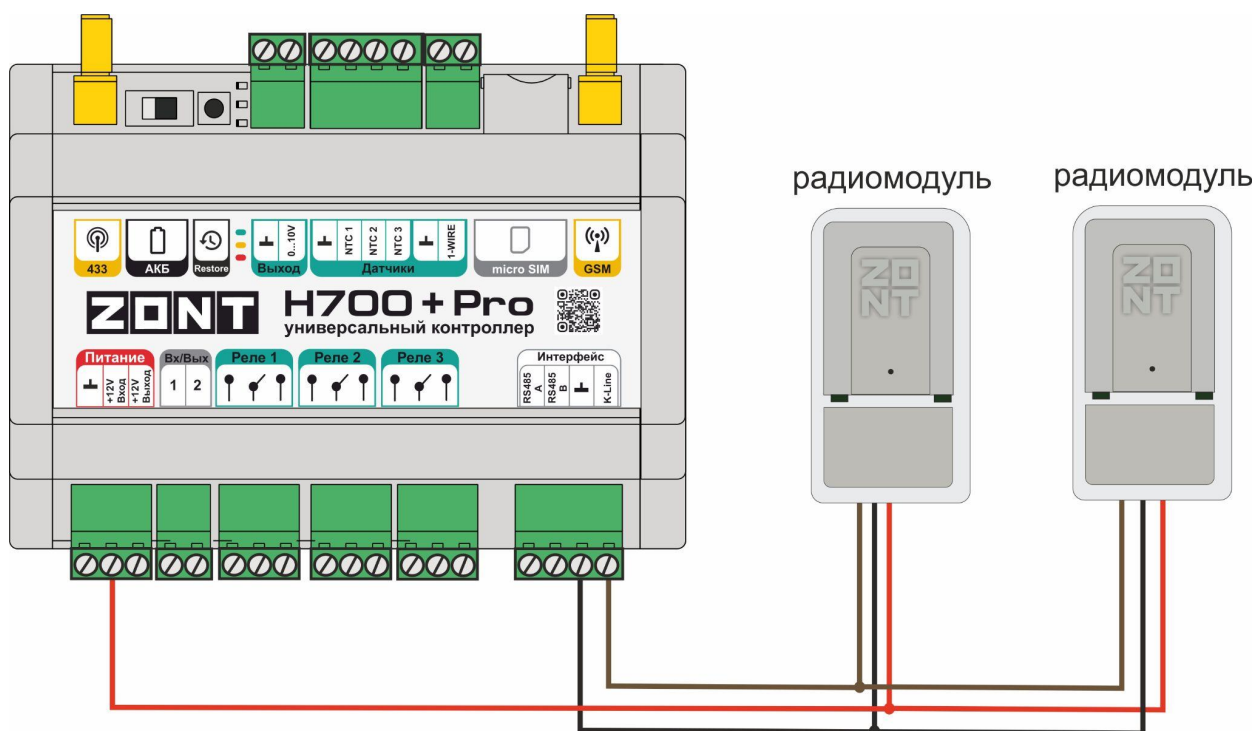 радиомодуль
радиомодуль
433
АКБ
Restore
0...10V
Выход
NTC 1
NTC 2
NTC 3
1-WIRE
Датчики
micro SIM
GSM
ZONT
H700+Pro
универсальный контроллер
ZONT
ZONT
Питание
+12V Вход
+12V Выход
Вх/Вых
1 2
Реле 1
Реле 2
Реле 3
Интерфейс
RS485 A
RS485 B
K-Line